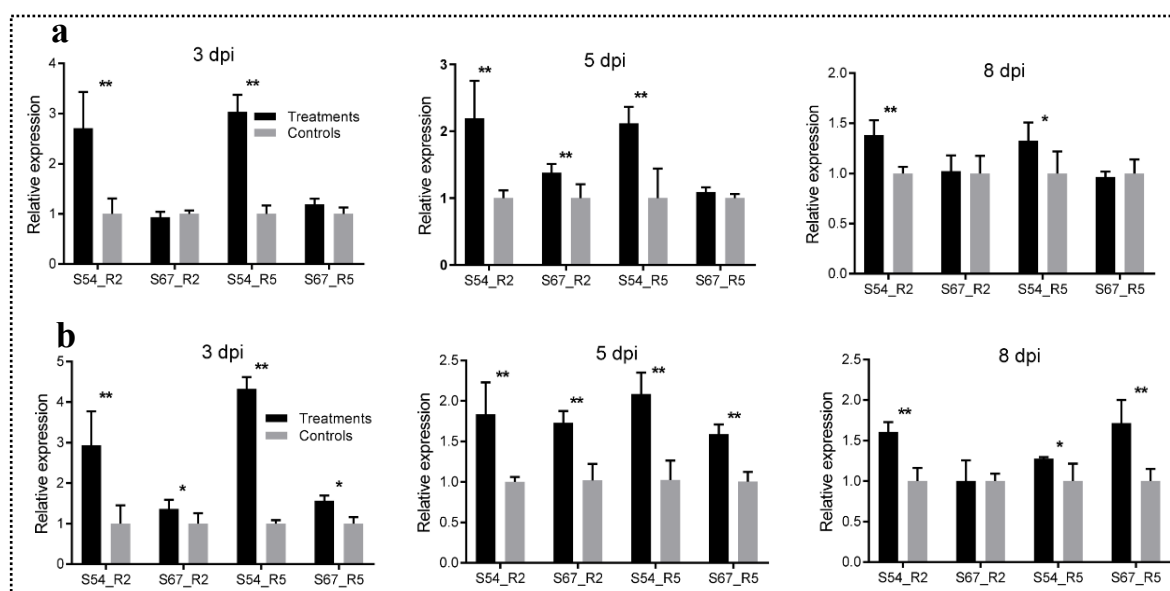 a
3 dpi
Relative expression
4
3
2
1
0
**
**
Treatments
Controls
S54_R2
S67_R2
S54_R5
S67_R5
5 dpi
Relative expression
3
2
1
0
**
**
**
S54_R2
S67_R2
S54_R5
S67_R5
8 dpi
Relative expression
2.0
1.5
1.0
0.5
0.0
**
*
S54_R2
S67_R2
S54_R5
S67_R5
b
3 dpi
Relative expression
5
4
3
2
1
0
**
*
**
*
Treatments
Controls
S54_R2
S67_R2
S54_R5
S67_R5
5 dpi
Relative expression
2.5
2.0
1.5
1.0
0.5
0.0
**
**
**
**
S54_R2
S67_R2
S54_R5
S67_R5
8 dpi
Relative expression
2.5
2.0
1.5
1.0
0.5
0.0
**
*
**
S54_R2
S67_R2
S54_R5
S67_R5